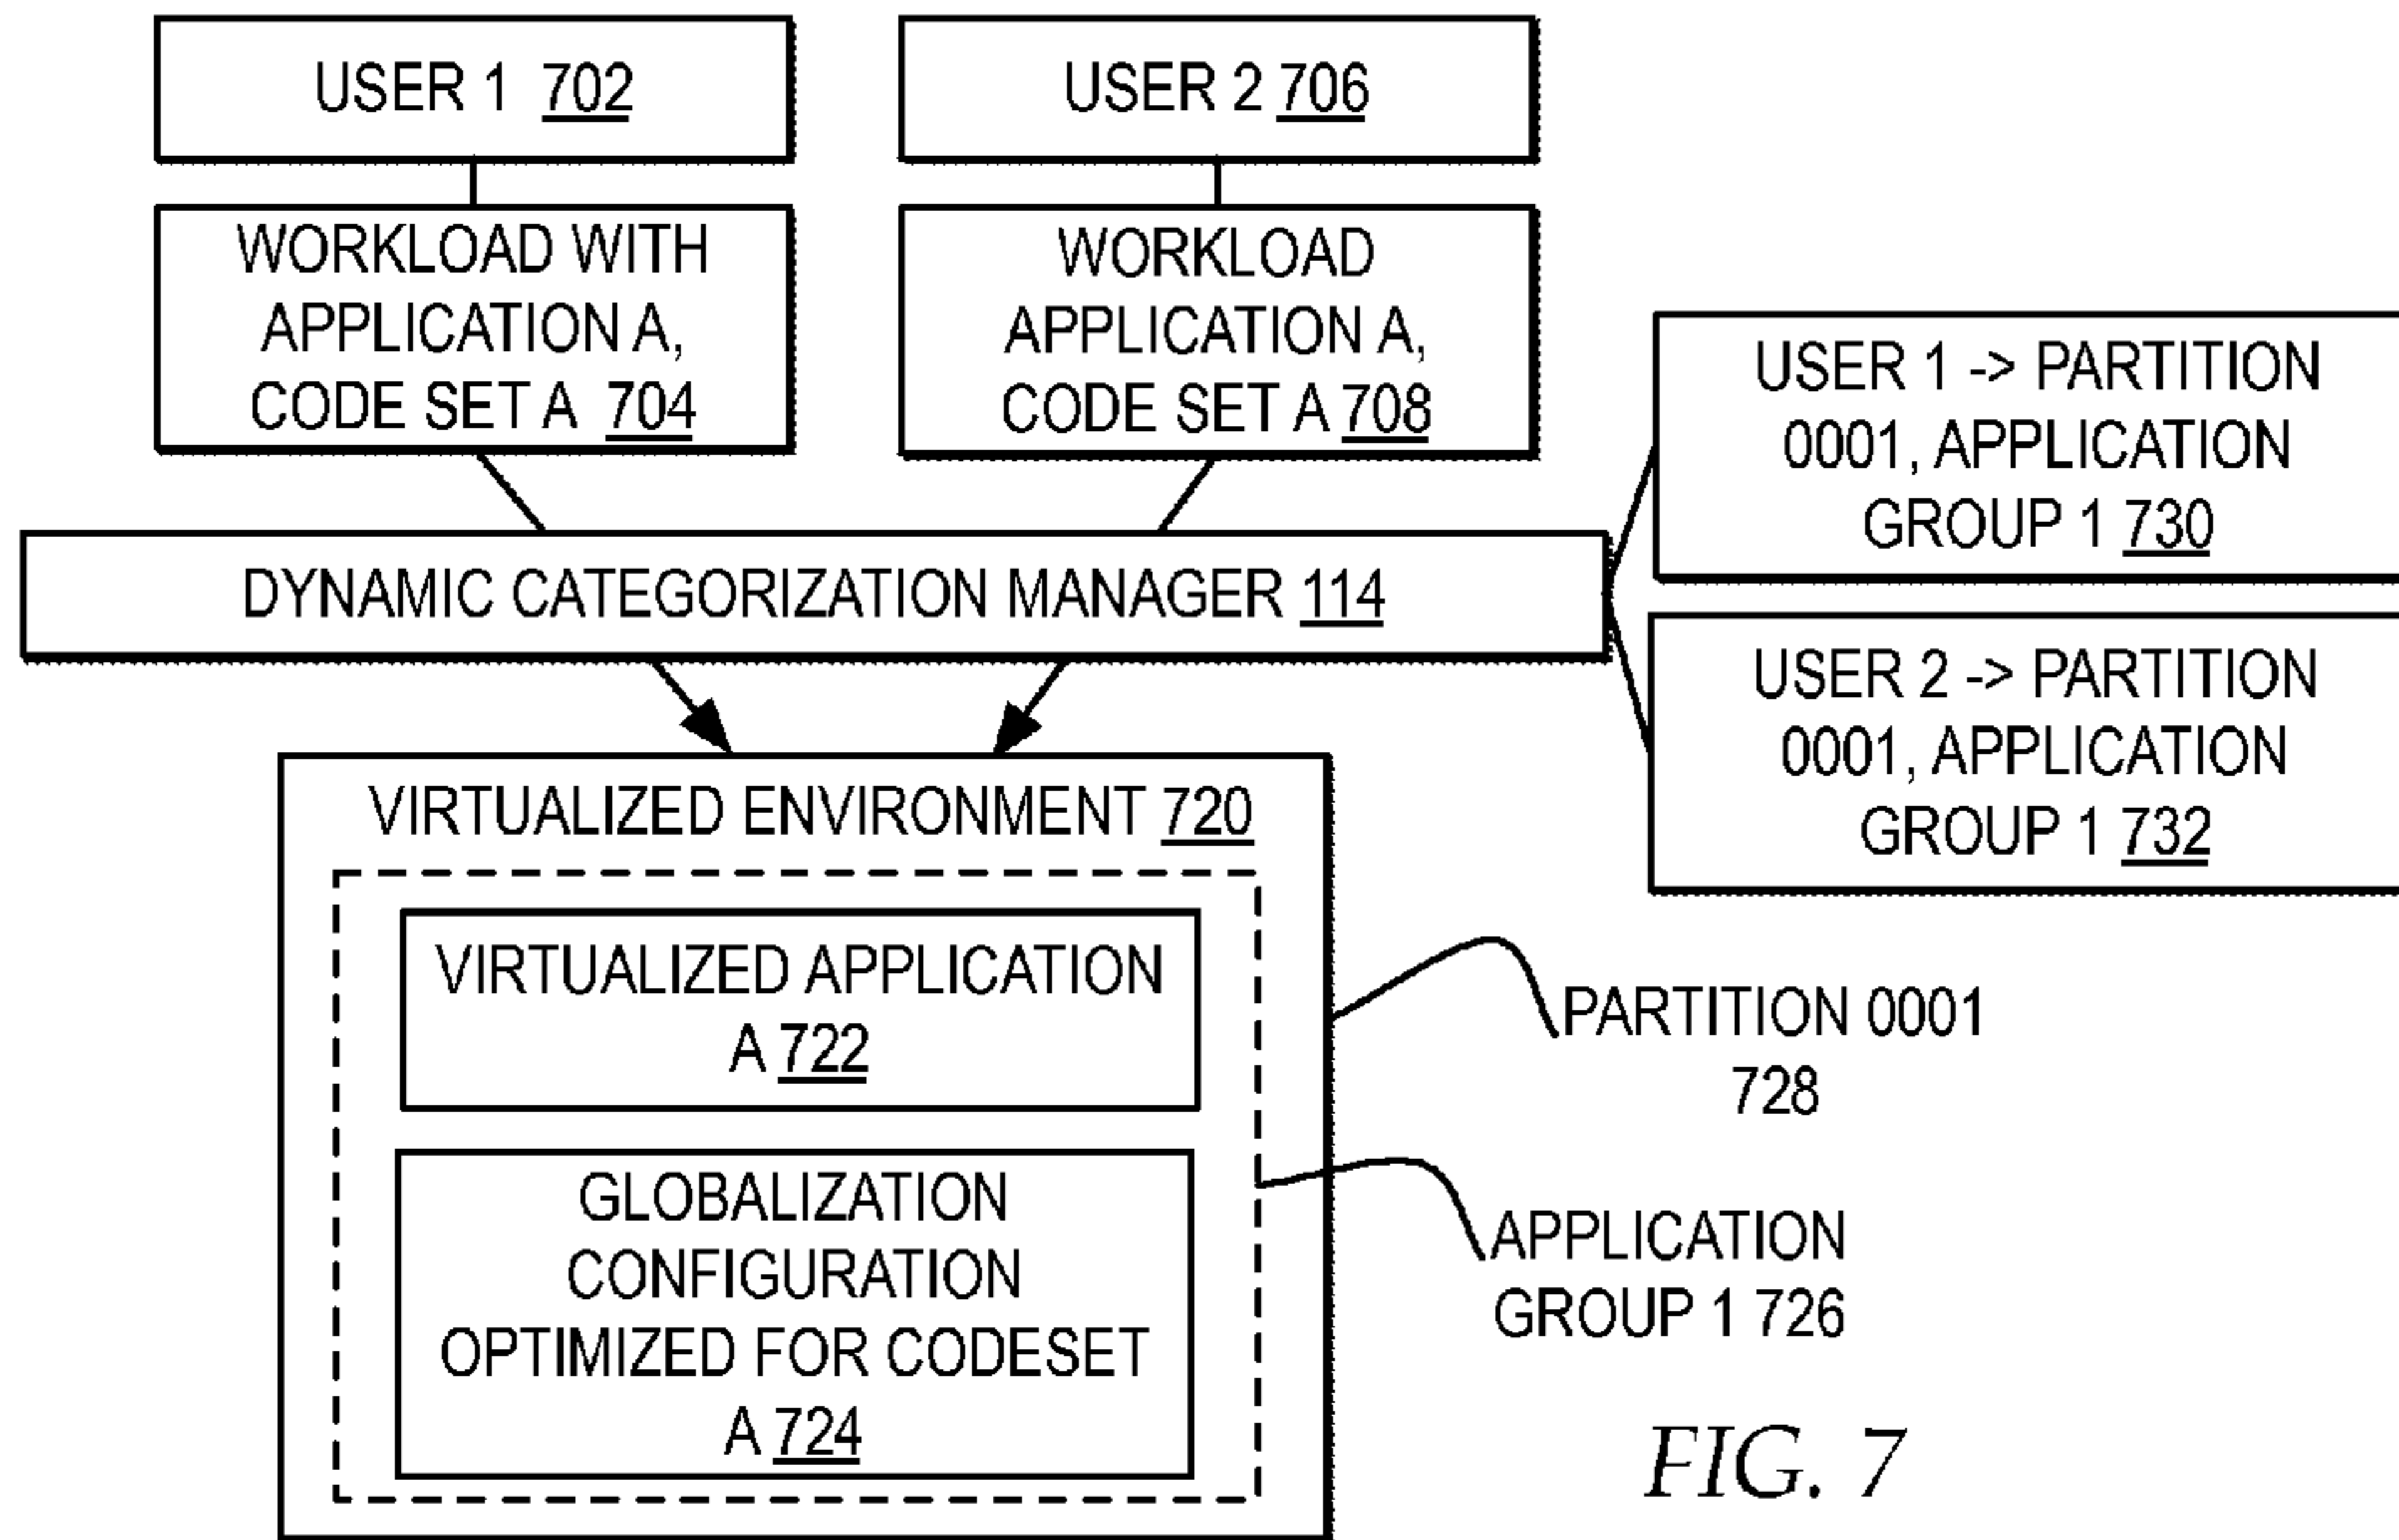 USER 1 702
USER 2 706
WORKLOAD WITH
APPLICATION A,
CODE SET A 704
WORKLOAD
APPLICATION A,
CODE SET A 708
USER 1 -> PARTITION
0001, APPLICATION
GROUP 1 730
DYNAMIC CATEGORIZATION MANAGER 114
USER 2 -> PARTITION
0001, APPLICATION
GROUP 1 732
VIRTUALIZED ENVIRONMENT 720
VIRTUALIZED APPLICATION
A 722
PARTITION 0001
728
GLOBALIZATION
CONFIGURATION
OPTIMIZED FOR CODESET
A 724
APPLICATION
GROUP 1 726
FIG. 7